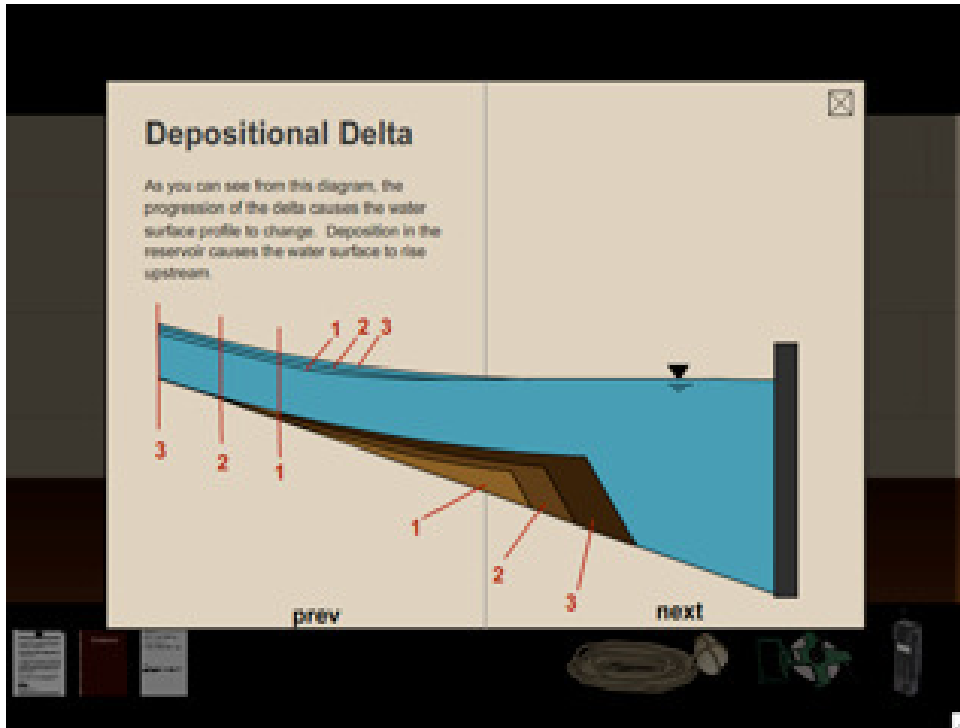 Depositional Delta
As you can see from this diagram, the
progression of the delta causes the water
surface profile to change. Deposition in the
reservoir causes the water surface to rise
upstream.
1 2 3
3
2
1
1
2
3
prev
next